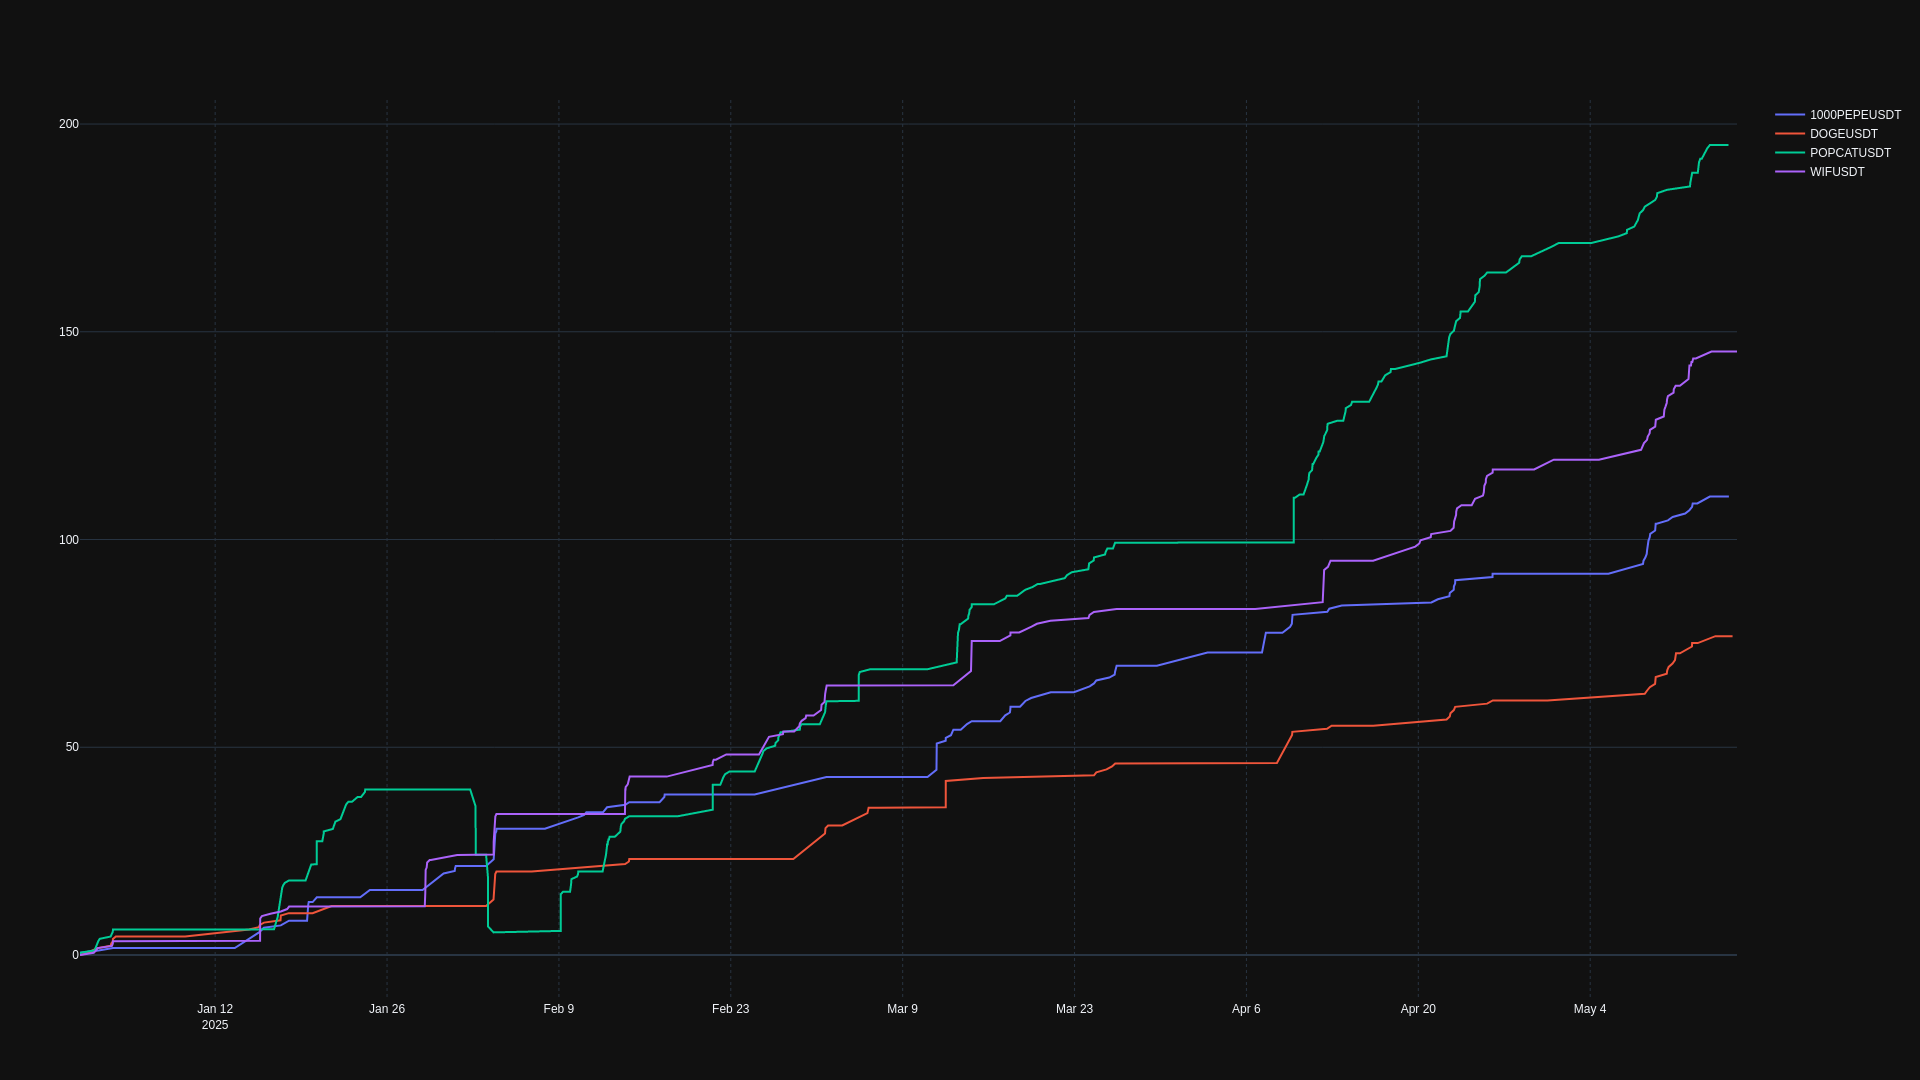 200
150
100
50
0
Jan 12
2025
Jan 26
Feb 9
Feb 23
Mar 9
Mar 23
Apr 6
Apr 20
May 4
1000PEPEUSDT
DOGEUSDT
POPCATUSDT
WIFUSDT